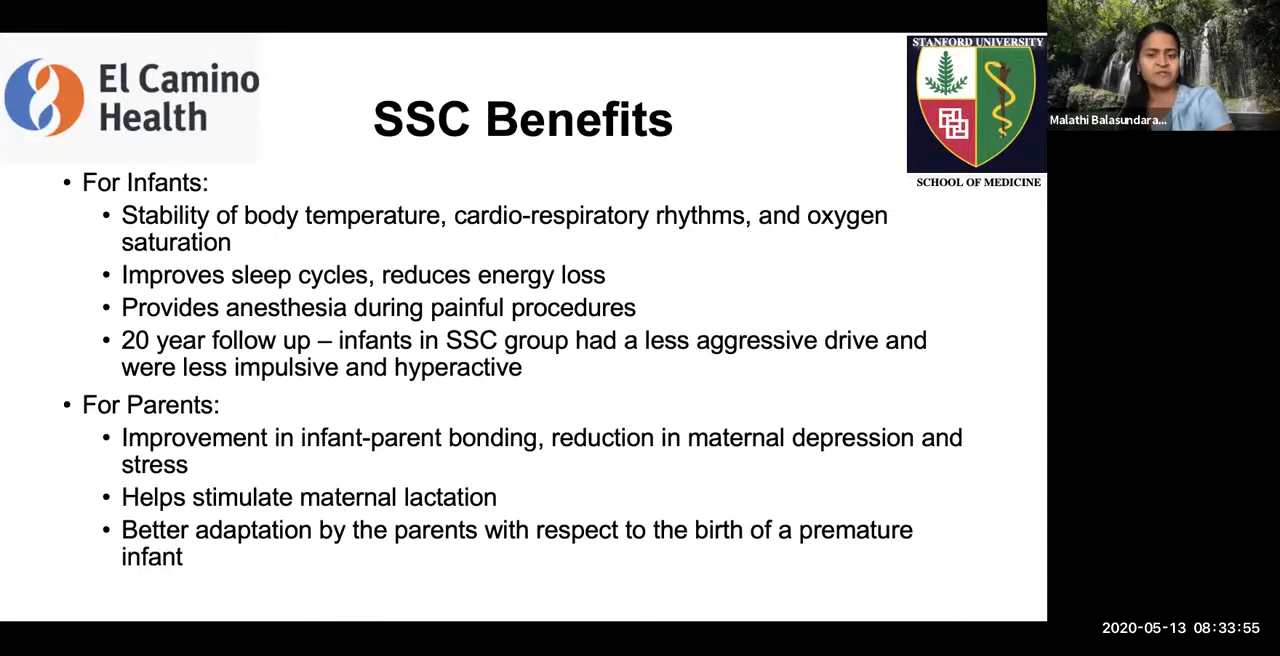 El Camino
Health
SSC Benefits
STANFORD UNIVERSITY
SCHOOL OF MEDICINE
Malathi Balasundara...
• For Infants:
• Stability of body temperature, cardio-respiratory rhythms, and oxygen
saturation
• Improves sleep cycles, reduces energy loss
• Provides anesthesia during painful procedures
• 20 year follow up – infants in SSC group had a less aggressive drive and
were less impulsive and hyperactive
• For Parents:
• Improvement in infant-parent bonding, reduction in maternal depression and
stress
• Helps stimulate maternal lactation
• Better adaptation by the parents with respect to the birth of a premature
infant
2020-05-13 08:33:55